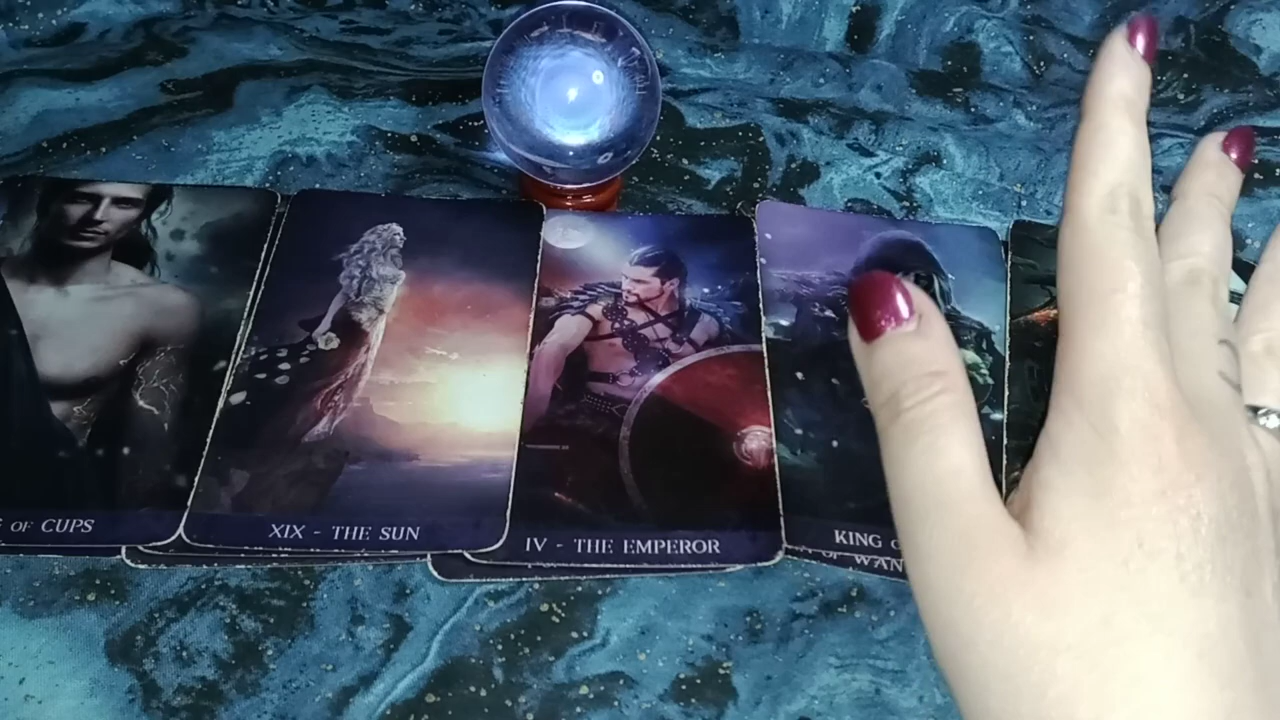 OF CUPS
XIX - THE SUN
IV - THE EMPEROR
KING
OF WAN